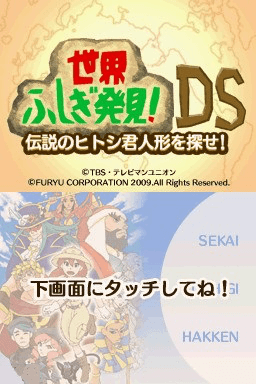 世界
ふしぎ発見!
DS
伝説のヒトシ君人形を探せ!
©TBS・テレビマンユニオン
©FURYU CORPORATION 2009.All Rights Reserved.
SEKAI
下画面にタッチしてね!
HAKKEN